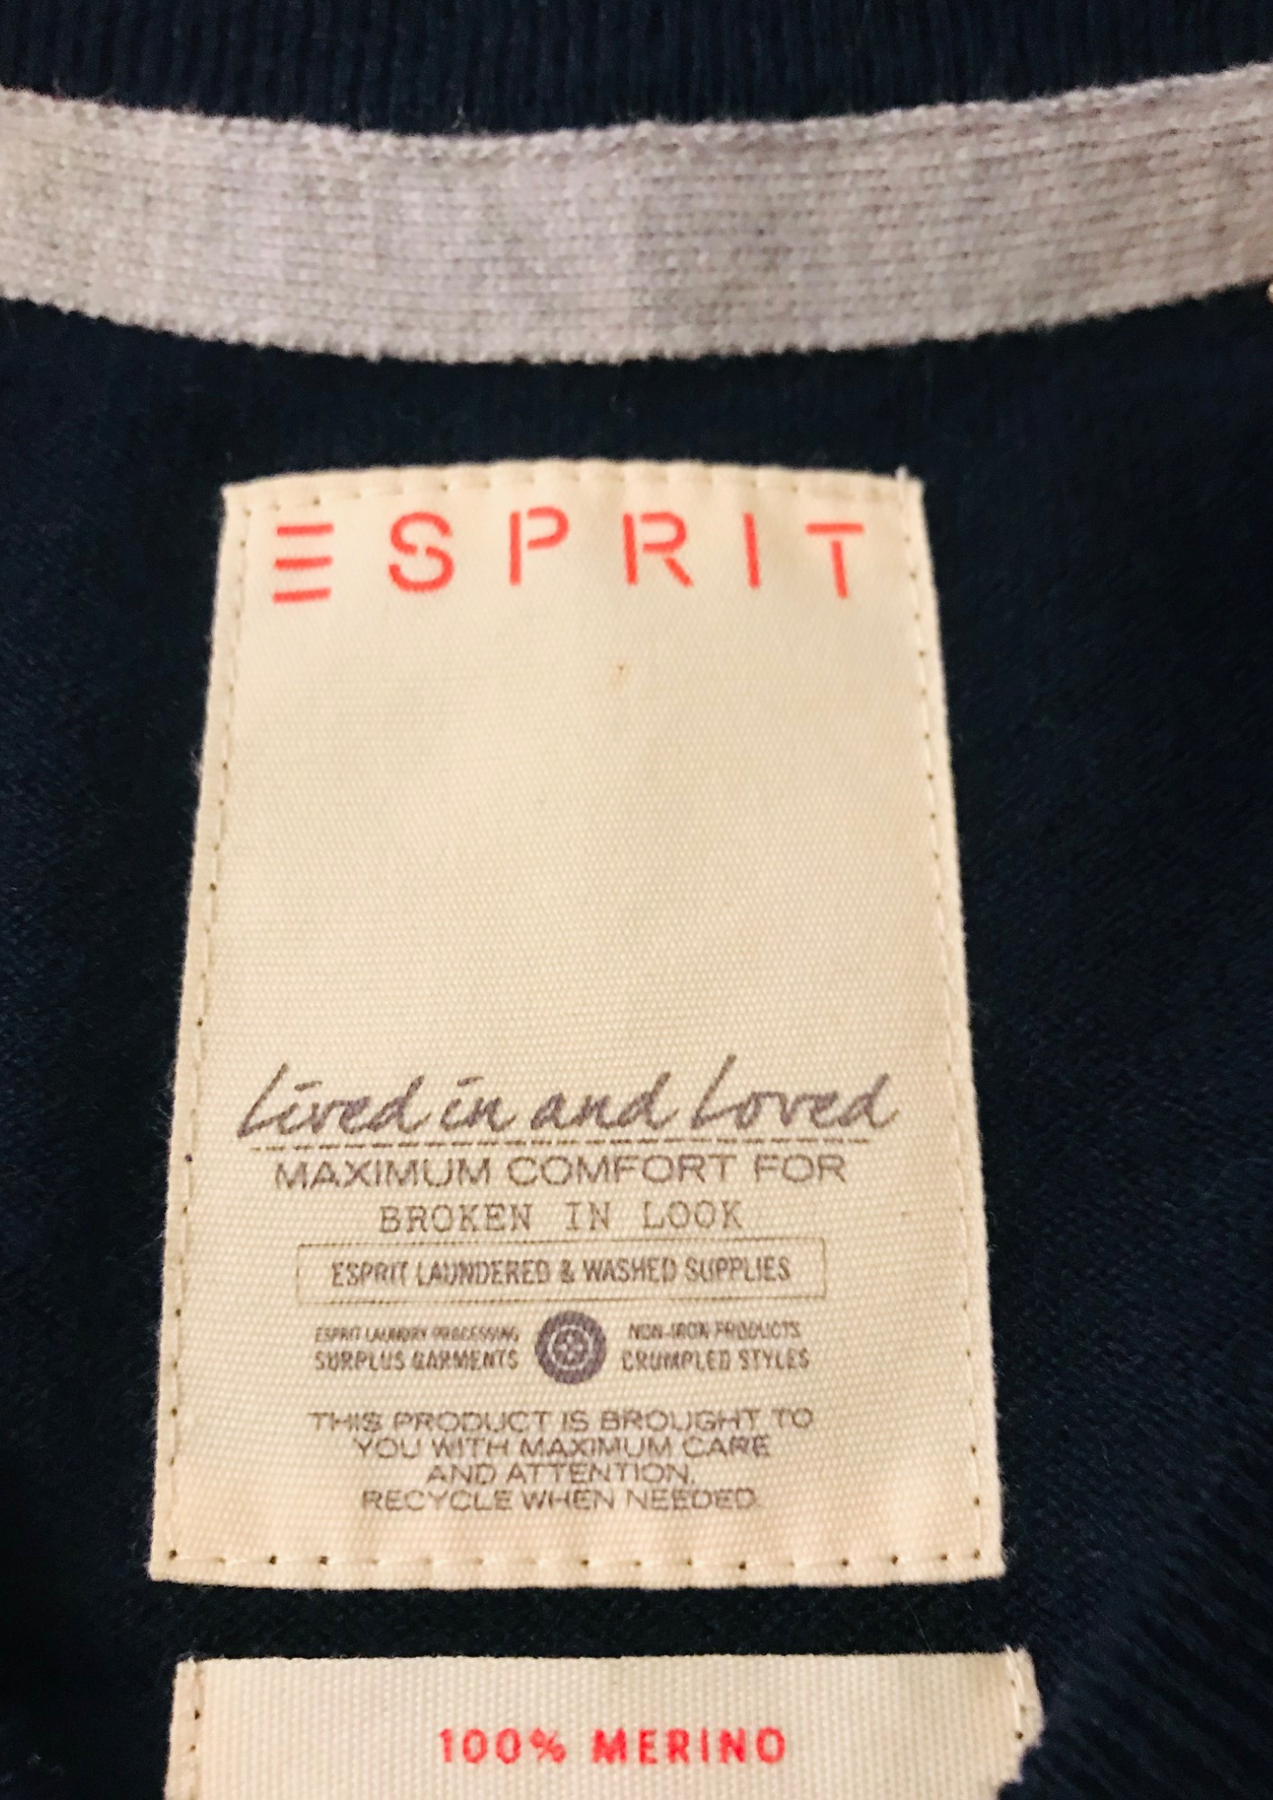 ESPRIT
Lived in and Loved
MAXIMUM COMFORT FOR
BROKEN IN LOOK
ESPRIT LAUNDERED & WASHED SUPPLIES
ESPRIT LAUNDRY PROCESSING
SURPLUS GARMENTS
NON-IRON PRODUCTS
CRUMPLED STYLES
THIS PRODUCT IS BROUGHT TO
YOU WITH MAXIMUM CARE
AND ATTENTION.
RECYCLE WHEN NEEDED.
100% MERINO